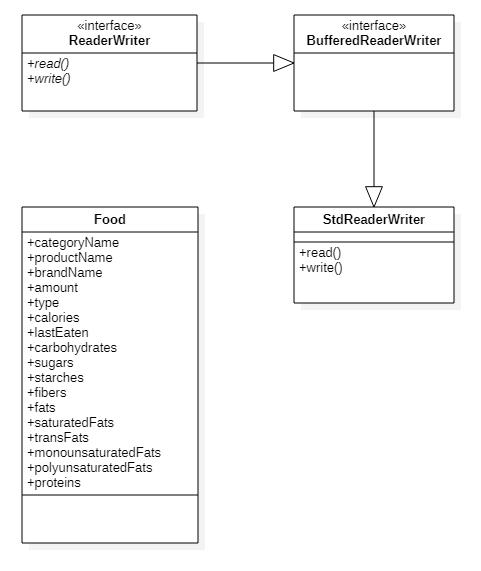 «interface»
ReaderWriter
+read()
+write()
«interface»
BufferedReaderWriter
Food
+categoryName
+productName
+brandName
+amount
+type
+calories
+lastEaten
+carbohydrates
+sugars
+starches
+fibers
+fats
+saturatedFats
+transFats
+monounsaturatedFats
+polyunsaturatedFats
+proteins
StdReaderWriter
+read()
+write()